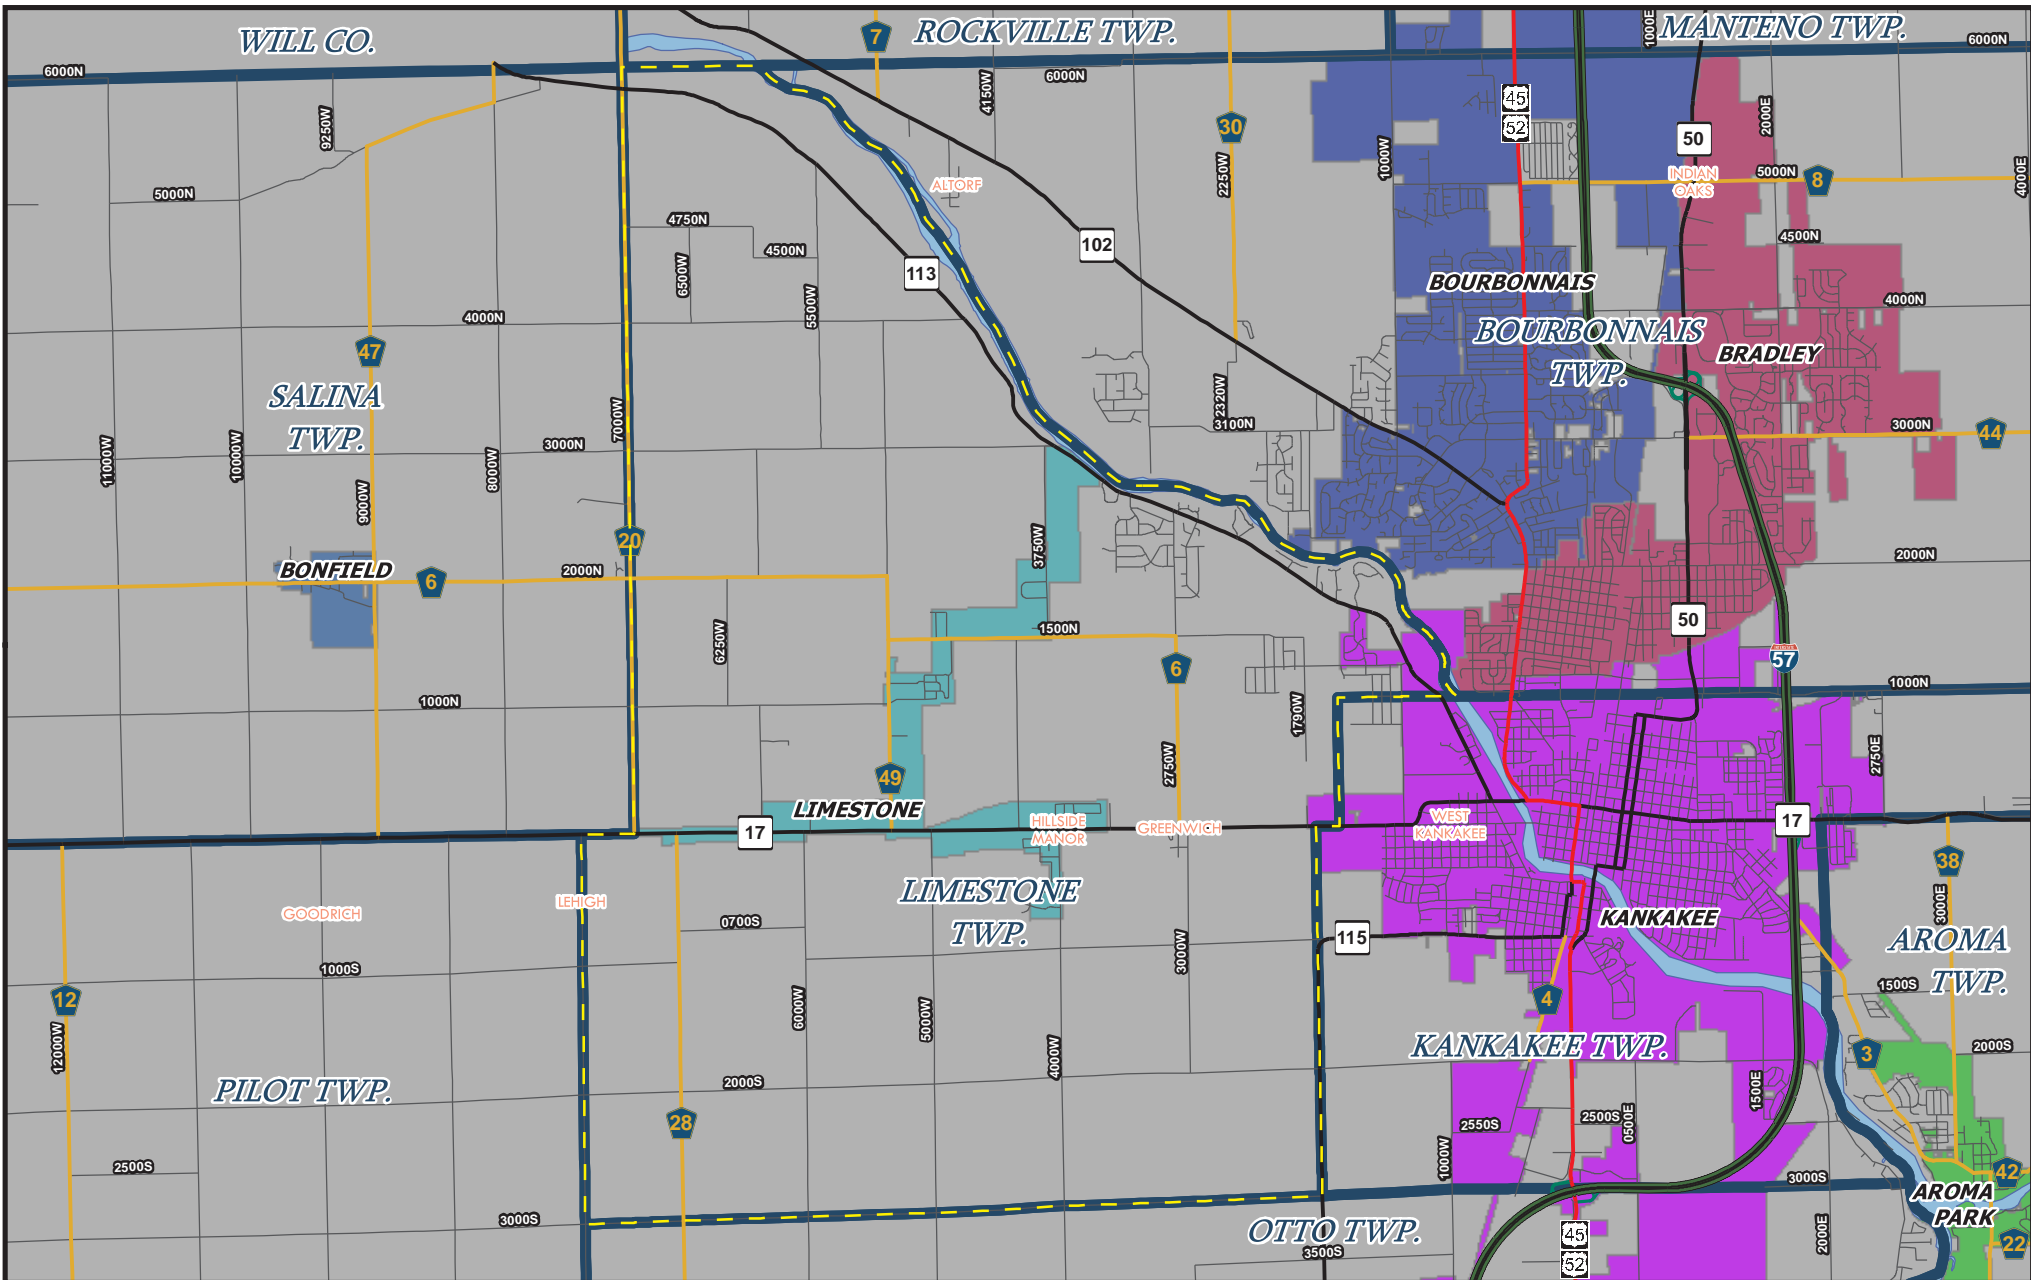 WILL CO.
ROCKVILLE TWP.
MANTENO TWP.
7
1000E
6000N
6000N
6000N
4150W
45
52
9250W
30
50
2000E
1000W
2250W
4000E
5000N
ALTORF
INDIAN
OAKS
5000N
8
4750N
4500N
102
4500N
6500W
113
BOURBONNAIS
5500W
4000N
4000N
BOURBONNAIS
TWP.
47
BRADLEY
SALINA
TWP.
2320W
7000W
3100N
3000N
44
3000N
11000W
10000W
8000W
9000W
20
3750W
2000N
BONFIELD
6
2000N
50
1500N
6250W
57
6
1000N
1000N
1790W
2750W
2750E
49
LIMESTONE
17
HILLSIDE
MANOR
GREENWICH
WEST
KANKAKEE
17
38
LIMESTONE
TWP.
LEHIGH
GOODRICH
0700S
3000E
KANKAKEE
115
AROMA
TWP.
3000W
1000S
1500S
12
6000W
5000W
4
12000W
4000W
KANKAKEE TWP.
3
2000S
PILOT TWP.
2000S
1500E
28
2550S
2500S
0500E
1000W
2500S
3000S
42
AROMA
PARK
3000S
OTTO TWP.
45
52
3500S
2000E
22